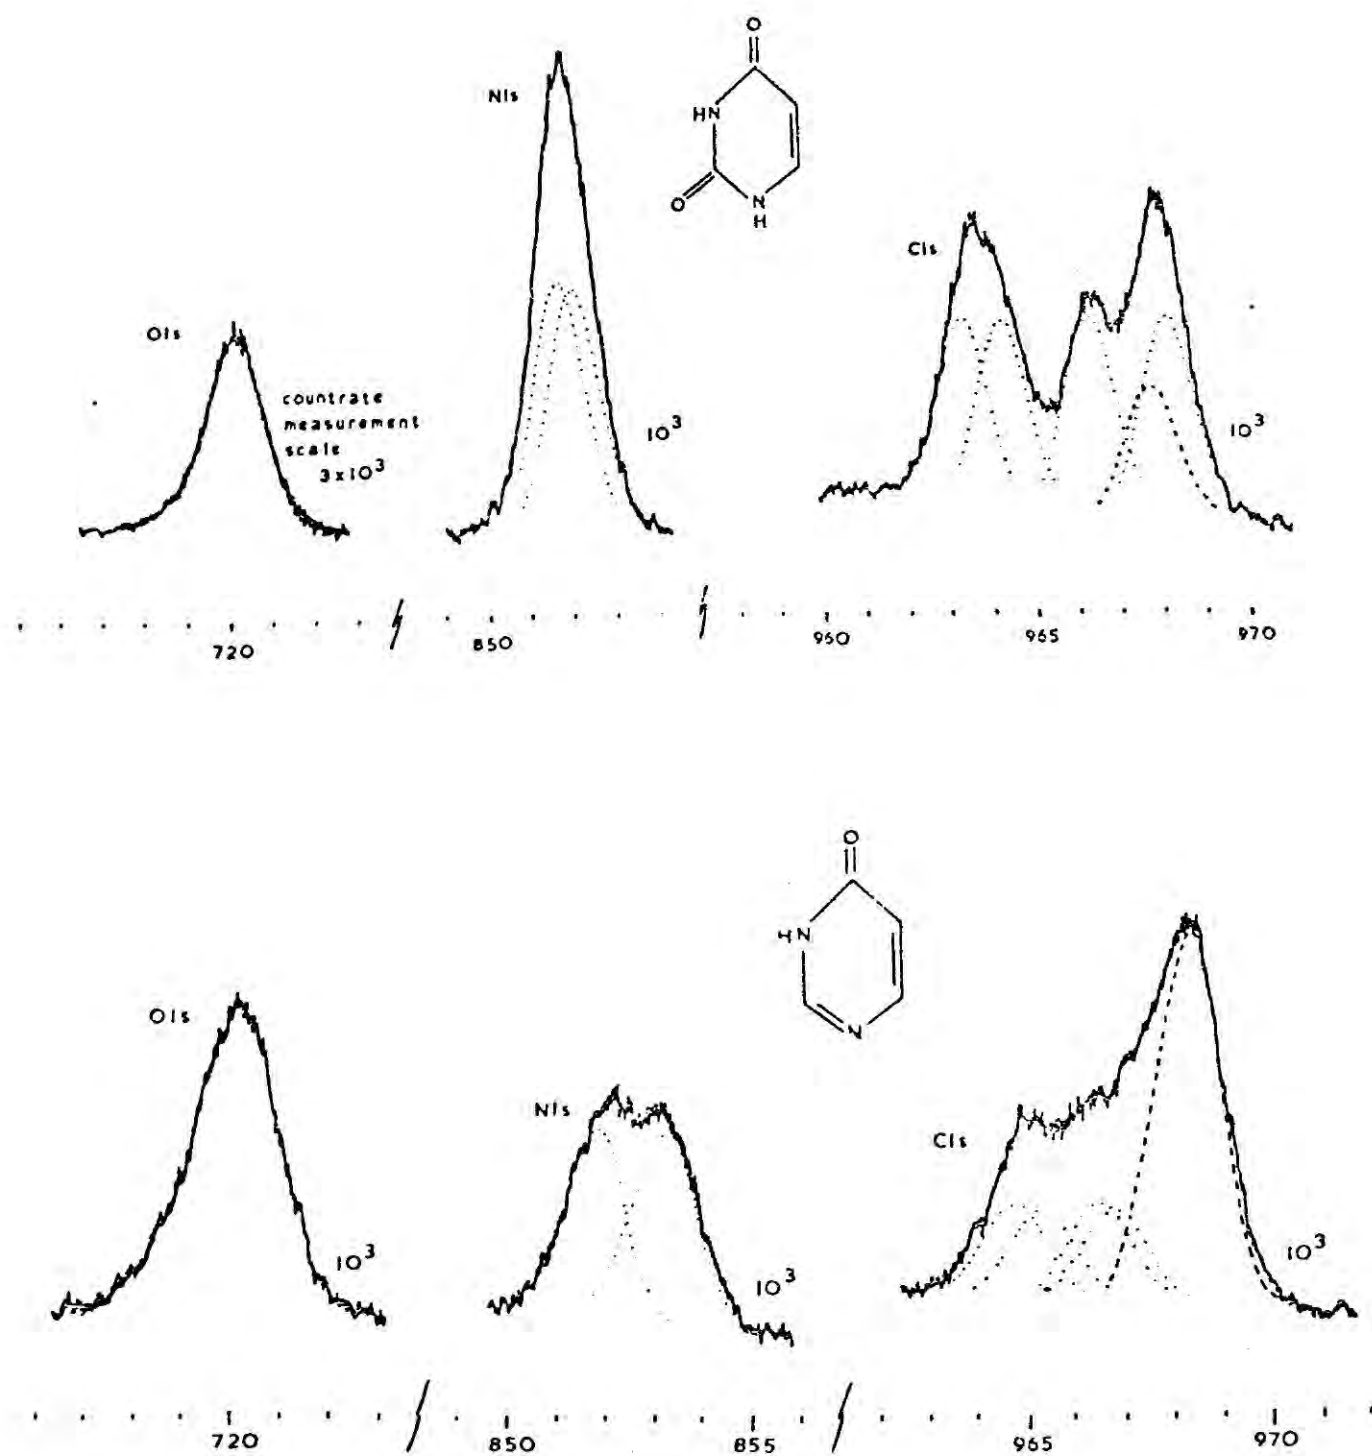 O
N1s
HN
O
N
H
C1s
O1s
countrate
measurement
scale
3x10³
10³
10³
720
850
960
965
970
O
HN
N
O1s
N1s
C1s
10³
10³
10³
720
850
855
965
970